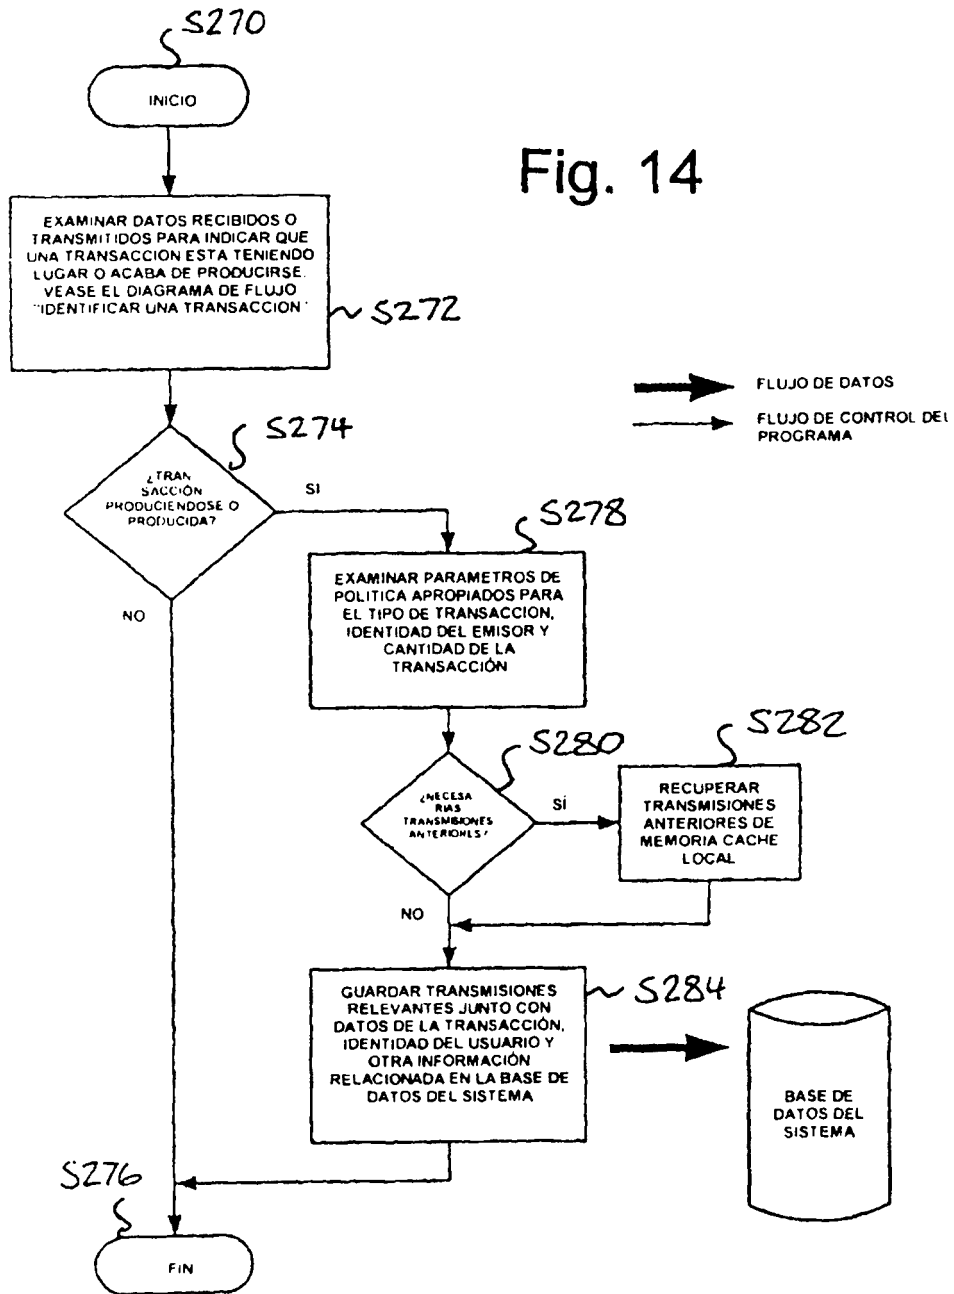 S270
INICIO
Fig. 14
EXAMINAR DATOS RECIBIDOS O
TRANSMITIDOS PARA INDICAR QUE
UNA TRANSACCION ESTA TENIENDO
LUGAR O ACABA DE PRODUCIRSE.
VEASE EL DIAGRAMA DE FLUJO
"IDENTIFICAR UNA TRANSACCION"
S272
FLUJO DE DATOS
FLUJO DE CONTROL DEL
PROGRAMA
S274
¿TRAN
SACCIÓN
PRODUCIÉNDOSE O
PRODUCIDA?
SI
NO
S278
EXAMINAR PARAMETROS DE
POLITICA APROPIADOS PARA
EL TIPO DE TRANSACCION,
IDENTIDAD DEL EMISOR Y
CANTIDAD DE LA
TRANSACCIÓN
S280
¿NECESA
RIAS
TRANSMISIONES
ANTERIORES?
SÍ
NO
S282
RECUPERAR
TRANSMISIONES
ANTERIORES DE
MEMORIA CACHE
LOCAL
S284
GUARDAR TRANSMISIONES
RELEVANTES JUNTO CON
DATOS DE LA TRANSACCIÓN,
IDENTIDAD DEL USUARIO Y
OTRA INFORMACIÓN
RELACIONADA EN LA BASE DE
DATOS DEL SISTEMA
BASE DE
DATOS DEL
SISTEMA
S276
FIN